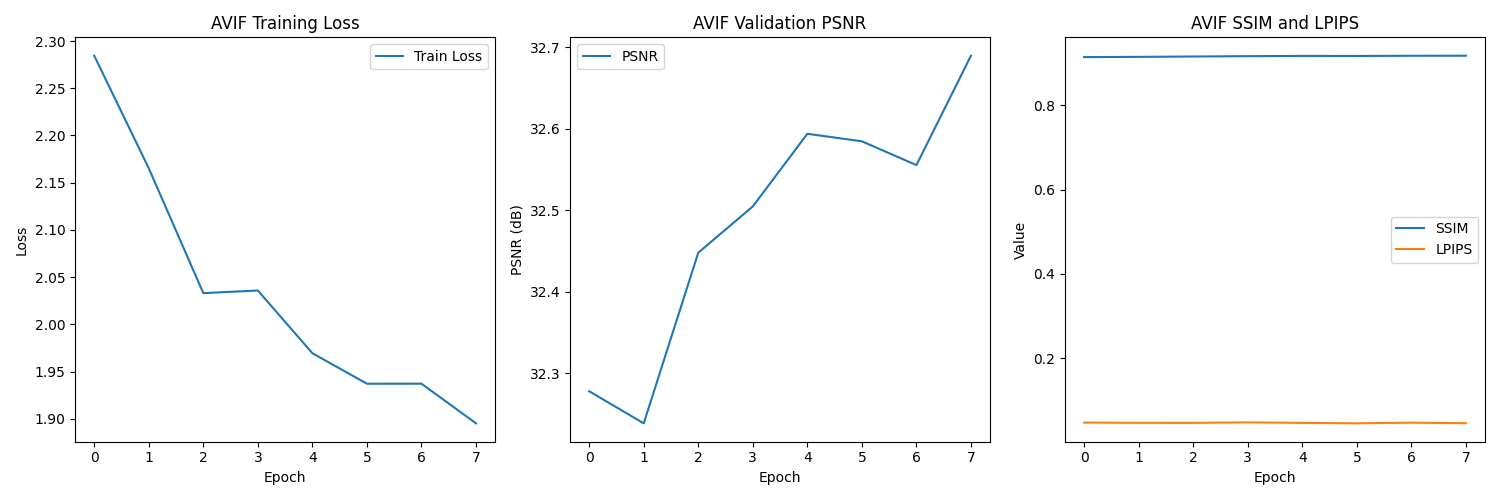 AVIF Training Loss
2.30
2.25
2.20
2.15
2.10
2.05
2.00
1.95
1.90
Loss
Train Loss
0 1 2 3 4 5 6 7
Epoch
AVIF Validation PSNR
32.7
32.6
32.5
32.4
32.3
PSNR (dB)
PSNR
0 1 2 3 4 5 6 7
Epoch
AVIF SSIM and LPIPS
0.8
0.6
0.4
0.2
Value
SSIM
LPIPS
0 1 2 3 4 5 6 7
Epoch